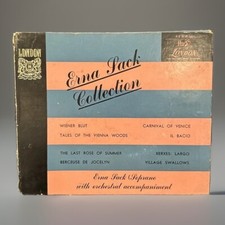 LONDON
Erna Sack
Collection
WIENER BLUT
CARNIVAL OF VENICE
TALES OF THE VIENNA WOODS
IL BACIO
THE LAST ROSE OF SUMMER
XERXES: LARGO
BERCEUSE DE JOCELYN
VILLAGE SWALLOWS
Erna Sack (Soprano)
with orchestral accompaniment